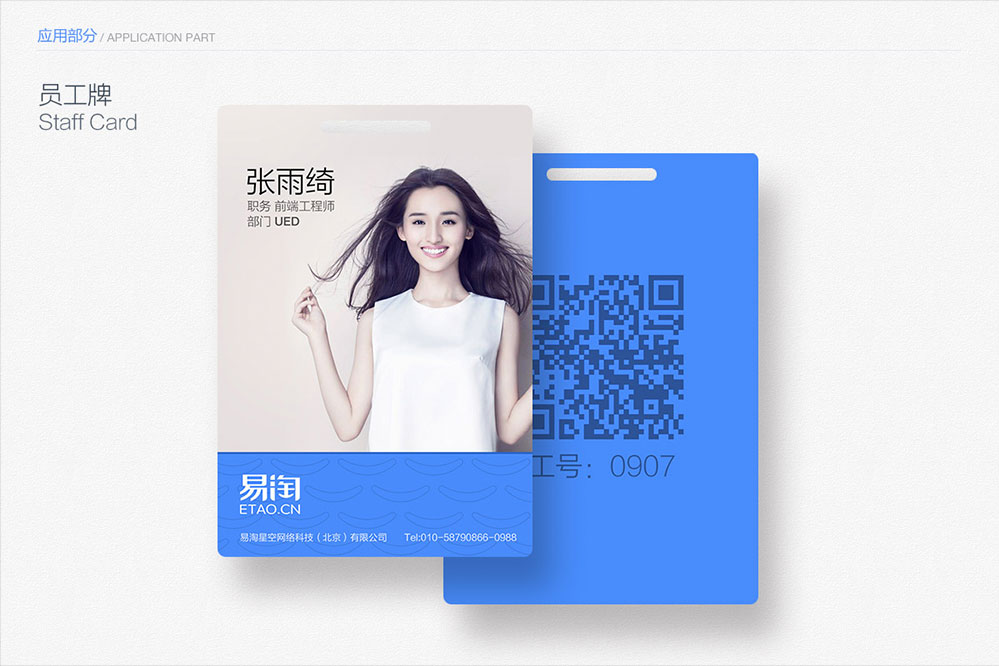 应用部分 / APPLICATION PART
员工牌
Staff Card
张雨绮
职务 前端工程师
部门 UED
工号：0907
易淘
ETAO.CN
易淘星空网络科技（北京）有限公司 Tel:010-58790866-0988